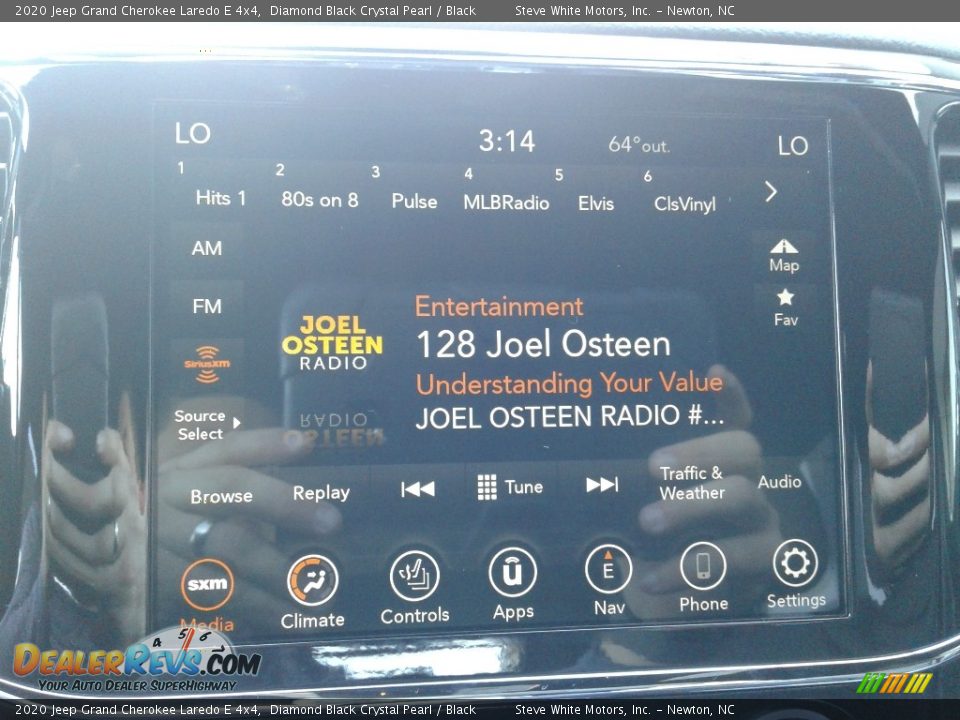 2020 Jeep Grand Cherokee Laredo E 4x4,  Diamond Black Crystal Pearl / Black        Steve White Motors, Inc. - Newton, NC
LO 3:14 64° out. LO
1 2 3 4 5 6
Hits 1 80s on 8 Pulse MLBRadio Elvis ClsVinyl
AM
Map
FM
Fav
SiriusXM
Source
Select
JOEL
OSTEEN
RADIO
Entertainment
128 Joel Osteen
Understanding Your Value
JOEL OSTEEN RADIO #...
Browse Replay Tune Traffic &
Weather Audio
sxm E
Media Climate Controls Apps Nav Phone Settings
4 5 6
DealerRevs.com
Your Auto Dealer SuperHighway
2020 Jeep Grand Cherokee Laredo E 4x4,  Diamond Black Crystal Pearl / Black        Steve White Motors, Inc. - Newton, NC